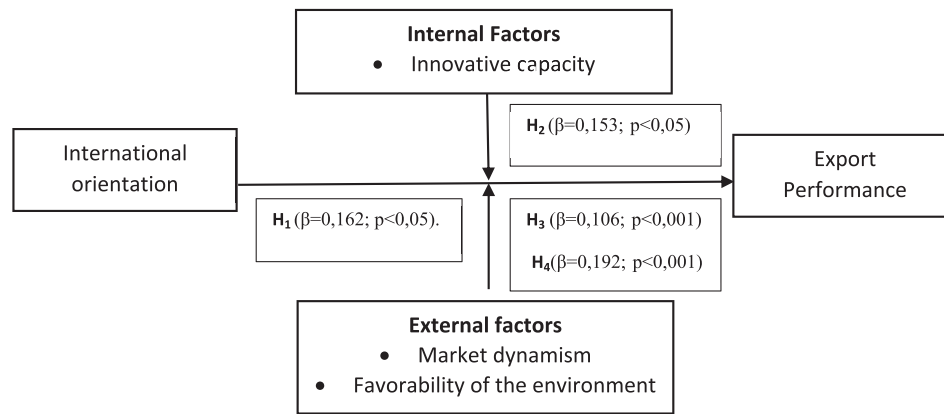 Internal Factors
• Innovative capacity
H2 (β=0,153; p<0,05)
International
orientation
Export
Performance
H1 (β=0,162; p<0,05).
H3 (β=0,106; p<0,001)
H4(β=0,192; p<0,001)
External factors
• Market dynamism
• Favorability of the environment